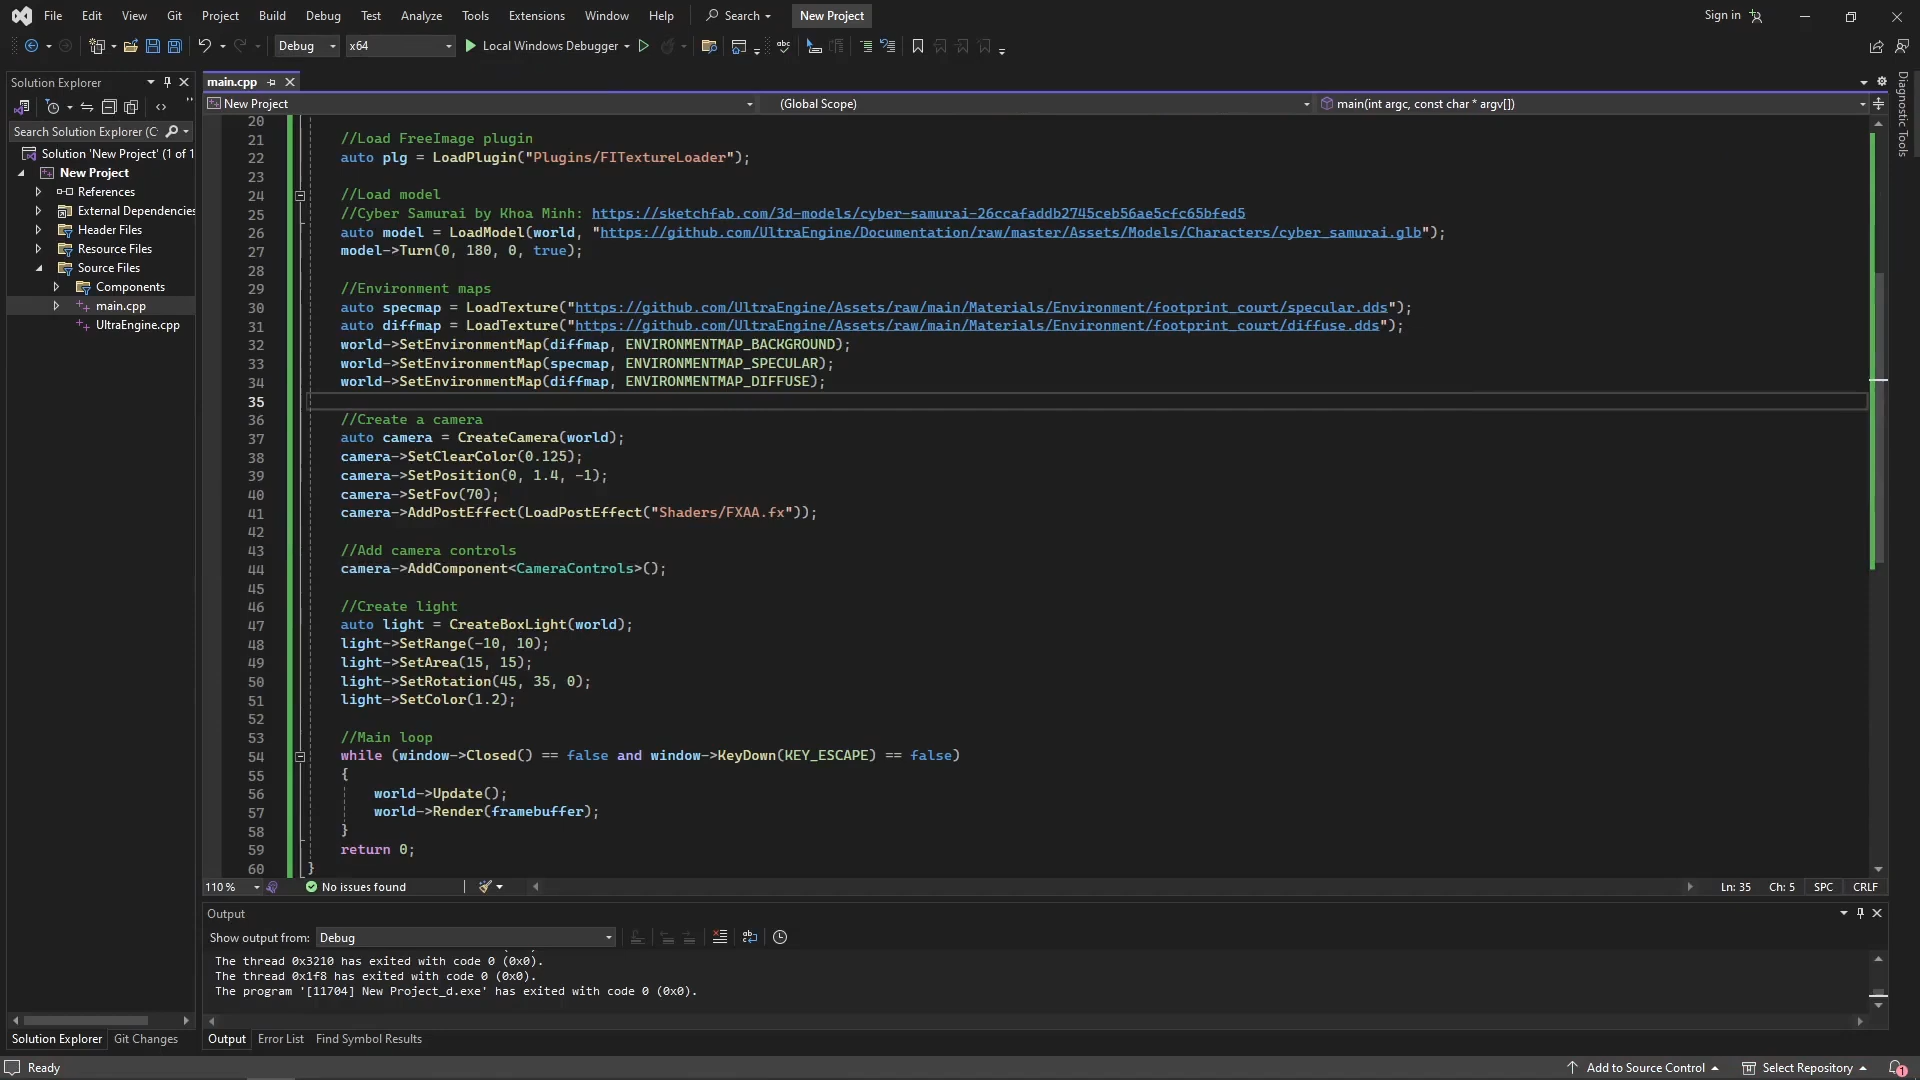 File Edit View Git Project Build Debug Test Analyze Tools Extensions Window Help Search New Project Sign in
Debug x64 Local Windows Debugger
Solution Explorer
Search Solution Explorer (C
Solution 'New Project' (1 of 1
New Project
References
External Dependencies
Header Files
Resource Files
Source Files
Components
main.cpp
UltraEngine.cpp
Solution Explorer Git Changes
main.cpp
New Project (Global Scope) main(int argc, const char * argv[])
20
21 //Load FreeImage plugin
22 auto plg = LoadPlugin("Plugins/FITextureLoader");
23
24 //Load model
25 //Cyber Samurai by Khoa Minh: https://sketchfab.com/3d-models/cyber-samurai-26ccafaddb2745ceb56ae5cfc65bfed5
26 auto model = LoadModel(world, "https://github.com/UltraEngine/Documentation/raw/master/Assets/Models/Characters/cyber_samurai.glb");
27 model->Turn(0, 180, 0, true);
28
29 //Environment maps
30 auto specmap = LoadTexture("https://github.com/UltraEngine/Assets/raw/main/Materials/Environment/footprint_court/specular.dds");
31 auto diffmap = LoadTexture("https://github.com/UltraEngine/Assets/raw/main/Materials/Environment/footprint_court/diffuse.dds");
32 world->SetEnvironmentMap(diffmap, ENVIRONMENTMAP_BACKGROUND);
33 world->SetEnvironmentMap(specmap, ENVIRONMENTMAP_SPECULAR);
34 world->SetEnvironmentMap(diffmap, ENVIRONMENTMAP_DIFFUSE);
35
36 //Create a camera
37 auto camera = CreateCamera(world);
38 camera->SetClearColor(0.125);
39 camera->SetPosition(0, 1.4, -1);
40 camera->SetFov(70);
41 camera->AddPostEffect(LoadPostEffect("Shaders/FXAA.fx"));
42
43 //Add camera controls
44 camera->AddComponent<CameraControls>();
45
46 //Create light
47 auto light = CreateBoxLight(world);
48 light->SetRange(-10, 10);
49 light->SetArea(15, 15);
50 light->SetRotation(45, 35, 0);
51 light->SetColor(1.2);
52
53 //Main loop
54 while (window->Closed() == false and window->KeyDown(KEY_ESCAPE) == false)
55 {
56 world->Update();
57 world->Render(framebuffer);
58 }
59 return 0;
60 }
110 % No issues found Ln: 35 Ch: 5 SPC CRLF
Output
Show output from: Debug
The thread 0x3210 has exited with code 0 (0x0).
The thread 0x1f8 has exited with code 0 (0x0).
The program '[11704] New Project_d.exe' has exited with code 0 (0x0).
Output Error List Find Symbol Results
Diagnostic Tools
Ready Add to Source Control Select Repository 1